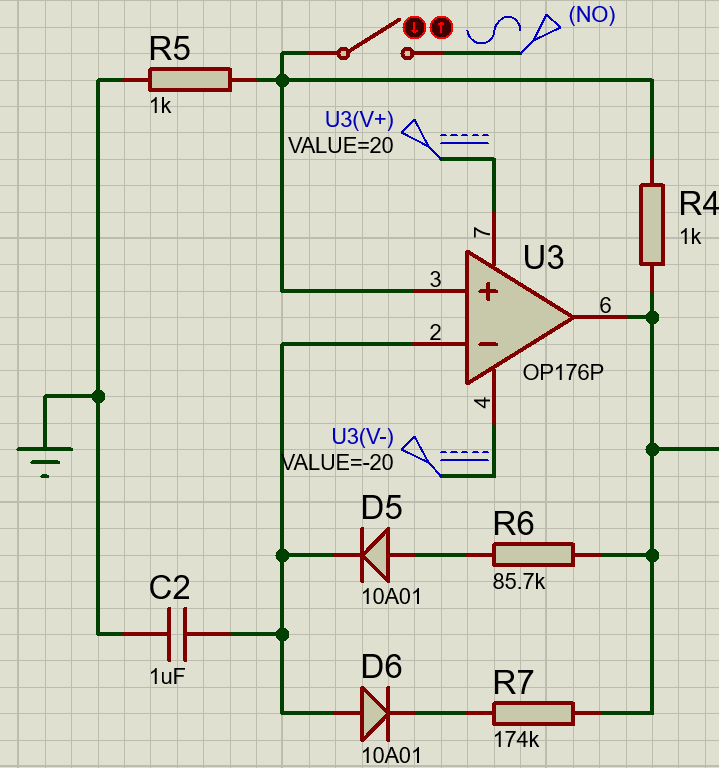 (NO)
R5
1k
U3(V+)
VALUE=20
R4
1k
7
U3
3
6
2
OP176P
4
U3(V-)
VALUE=-20
D5
R6
10A01
85.7k
C2
1uF
D6
R7
10A01
174k